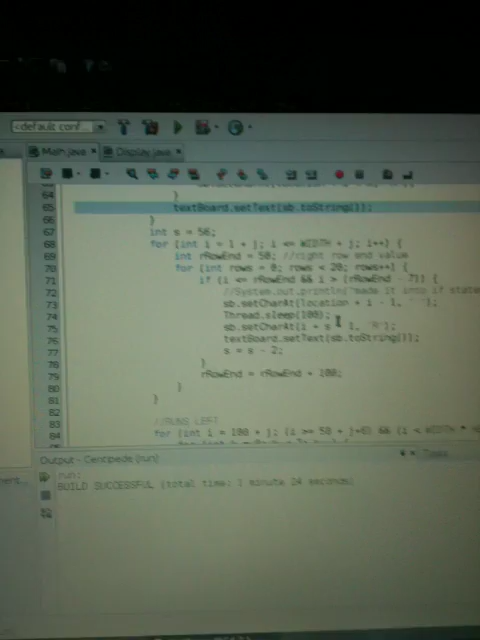 <default conf...
Main.java Display.java
64 }
65 textBoard.setText(sb.toString());
66 }
67 int s = 56;
68 for (int i = 1 + j; i <= WIDTH + j; i++) {
69 int rRowEnd = 50; //right row end value
70 for (int rows = 0; rows < 20; rows++) {
71 if (i <= rRowEnd && i > (rRowEnd - 7)) {
72 //System.out.println("made it into if state
73 sb.setCharAt(location + i - 1, ' ');
74 Thread.sleep(100);
75 sb.setCharAt(i + s 1, 'R');
76 textBoard.setText(sb.toString());
77 s = s - 2;
78 }
79 rRowEnd = rRowEnd + 100;
80 }
81 }
82
83 //RUNS LEFT
84 for (int i = 100 + j; (i >= 50 + j+6) && (i < WIDTH *
Output - Centipede (run)
Tasks
run:
BUILD SUCCESSFUL (total time: 1 minute 24 seconds)
ment...